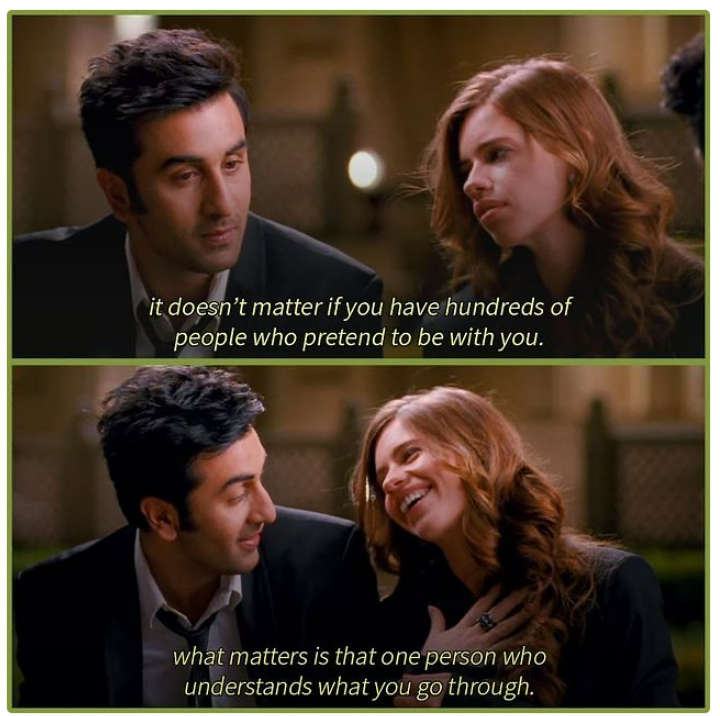 it doesn't matter if you have hundreds of
people who pretend to be with you.
what matters is that one person who
understands what you go through.